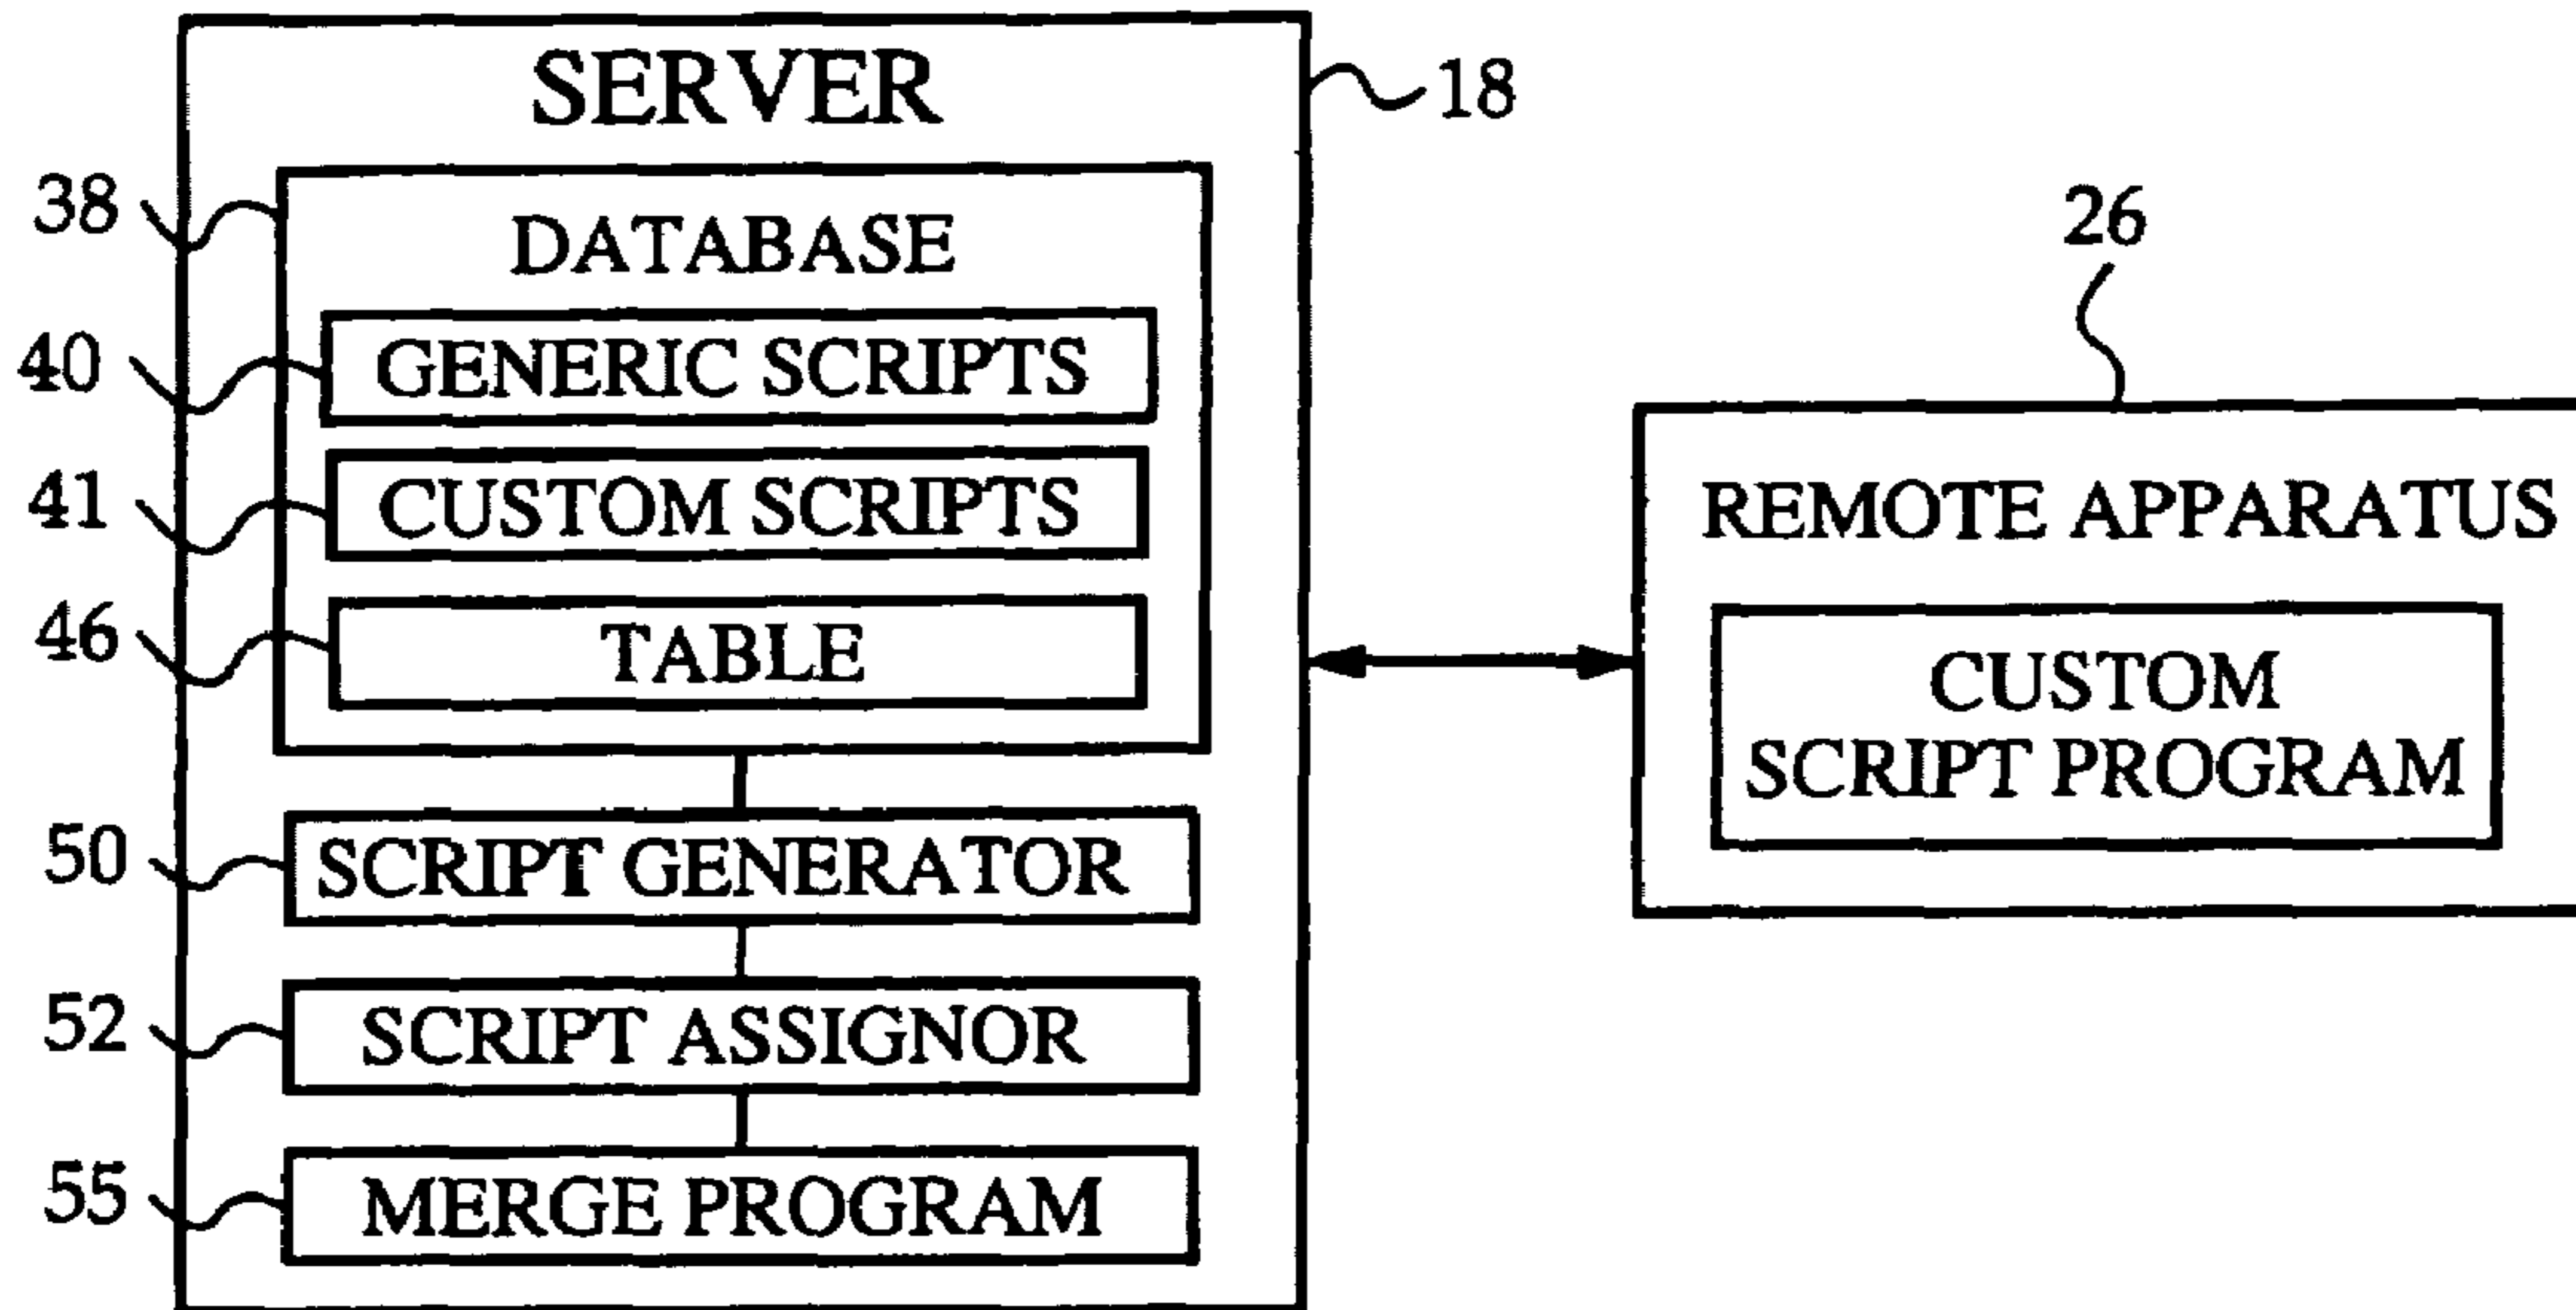 SERVER
18
38
DATABASE
40
GENERIC SCRIPTS
41
CUSTOM SCRIPTS
46
TABLE
50
SCRIPT GENERATOR
52
SCRIPT ASSIGNOR
55
MERGE PROGRAM
26
REMOTE APPARATUS
CUSTOM
SCRIPT PROGRAM